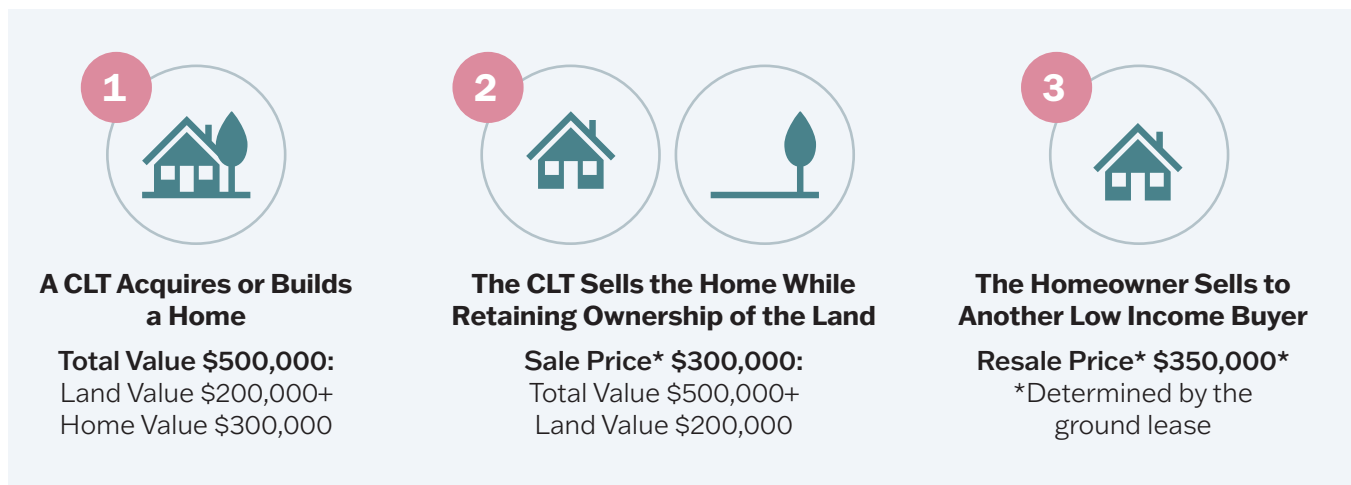 1
A CLT Acquires or Builds
a Home
Total Value $500,000:
Land Value $200,000+
Home Value $300,000
2
The CLT Sells the Home While
Retaining Ownership of the Land
Sale Price* $300,000:
Total Value $500,000+
Land Value $200,000
3
The Homeowner Sells to
Another Low Income Buyer
Resale Price* $350,000*
*Determined by the
ground lease